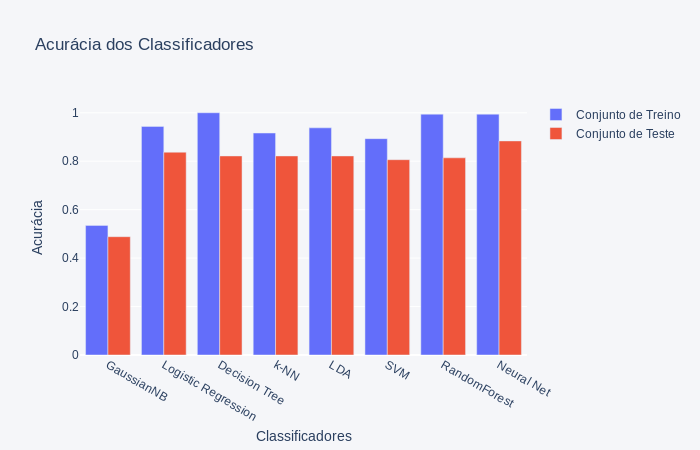 Acurácia dos Classificadores
Conjunto de Treino
Conjunto de Teste
Acurácia
1
0.8
0.6
0.4
0.2
0
GaussianNB
Logistic Regression
Decision Tree
k-NN
LDA
SVM
RandomForest
Neural Net
Classificadores